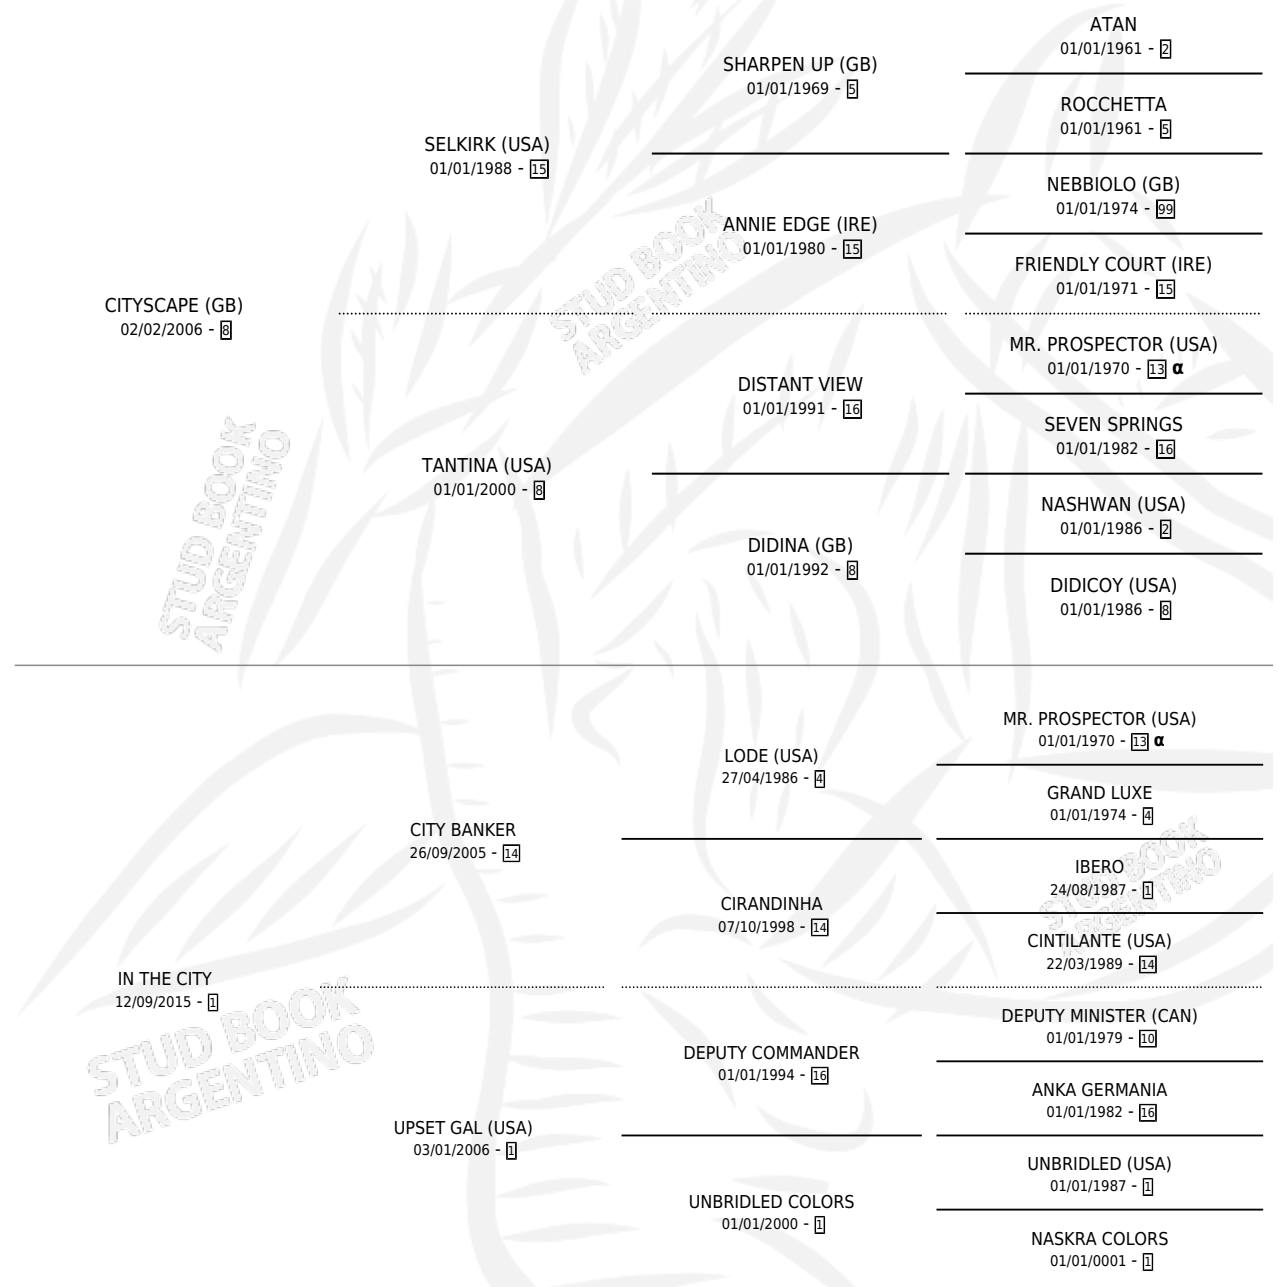 ATAN
01/01/1961 - 2
SHARPEN UP (GB)
01/01/1969 - 5
ROCCHETTA
01/01/1961 - 5
SELKIRK (USA)
01/01/1988 - 15
NEBBIOLO (GB)
01/01/1974 - 99
ANNIE EDGE (IRE)
01/01/1980 - 15
FRIENDLY COURT (IRE)
01/01/1971 - 15
CITYSCAPE (GB)
02/02/2006 - 8
MR. PROSPECTOR (USA)
01/01/1970 - 13 α
DISTANT VIEW
01/01/1991 - 16
SEVEN SPRINGS
01/01/1982 - 16
TANTINA (USA)
01/01/2000 - 8
NASHWAN (USA)
01/01/1986 - 2
DIDINA (GB)
01/01/1992 - 8
DIDICOY (USA)
01/01/1986 - 8
STUD BOOK
ARGENTINO
STUD BOOK
ARGENTINO
MR. PROSPECTOR (USA)
01/01/1970 - 13 α
LODE (USA)
27/04/1986 - 4
GRAND LUXE
01/01/1974 - 4
CITY BANKER
26/09/2005 - 14
IBERO
24/08/1987 - 1
CIRANDINHA
07/10/1998 - 14
CINTILANTE (USA)
22/03/1989 - 14
IN THE CITY
12/09/2015 - 1
DEPUTY MINISTER (CAN)
01/01/1979 - 10
DEPUTY COMMANDER
01/01/1994 - 16
ANKA GERMANIA
01/01/1982 - 16
UPSET GAL (USA)
03/01/2006 - 1
UNBRIDLED (USA)
01/01/1987 - 1
UNBRIDLED COLORS
01/01/2000 - 1
NASKRA COLORS
01/01/0001 - 1
STUD BOOK
ARGENTINO
STUD BOOK
ARGENTINO